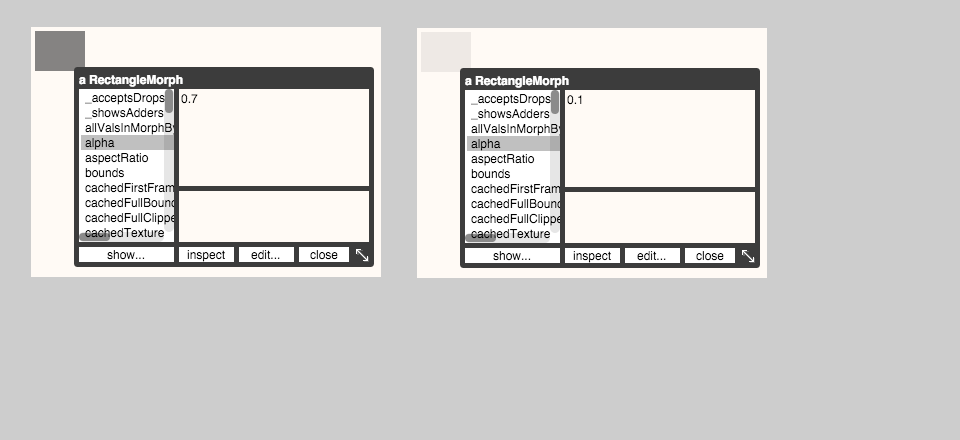 a RectangleMorph
_acceptsDrops
_showsAdders
allValsInMorphBy
alpha
aspectRatio
bounds
cachedFirstFram
cachedFullBound
cachedFullClippe
cachedTexture
0.7
show...
inspect
edit...
close
a RectangleMorph
_acceptsDrops
_showsAdders
allValsInMorphBy
alpha
aspectRatio
bounds
cachedFirstFram
cachedFullBound
cachedFullClippe
cachedTexture
0.1
show...
inspect
edit...
close